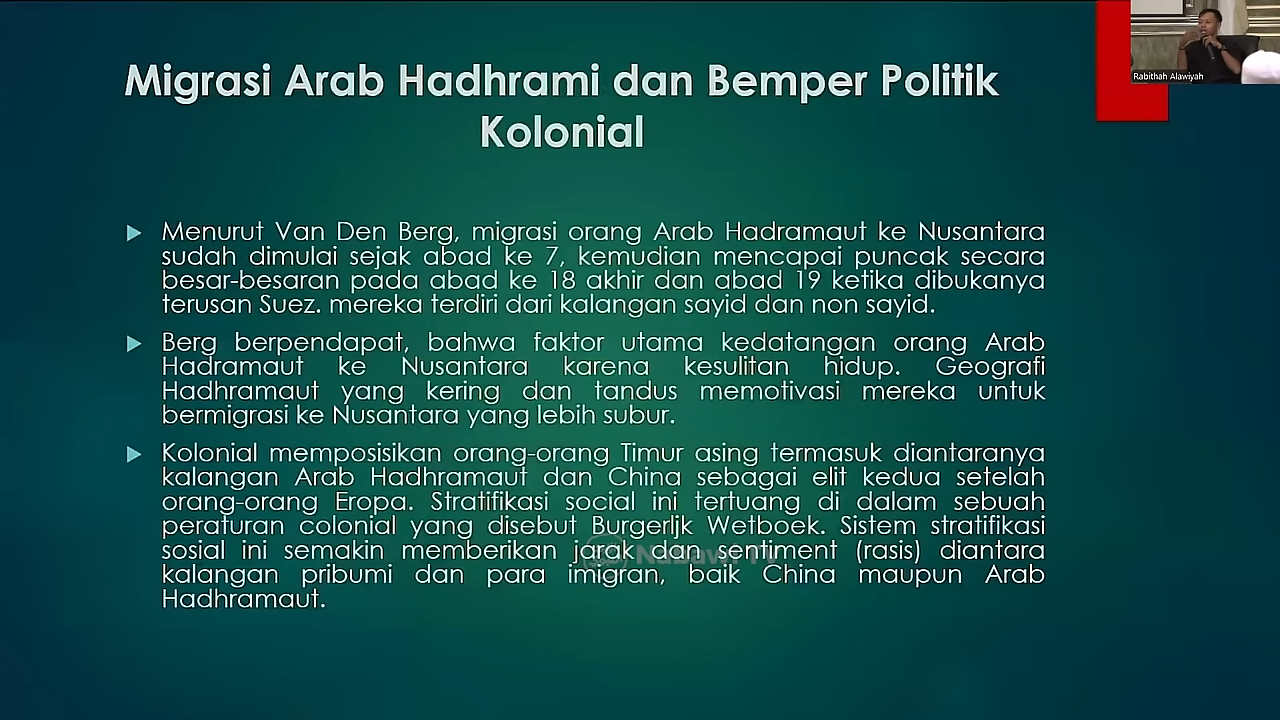 Migrasi Arab Hadhrami dan Bemper Politik
Kolonial
Rabithah Alawiyah
Menurut Van Den Berg, migrasi orang Arab Hadramaut ke Nusantara
sudah dimulai sejak abad ke 7, kemudian mencapai puncak secara
besar-besaran pada abad ke 18 akhir dan abad 19 ketika dibukanya
terusan Suez. mereka terdiri dari kalangan sayid dan non sayid.
Berg berpendapat, bahwa faktor utama kedatangan orang Arab
Hadramaut ke Nusantara karena kesulitan hidup. Geografi
Hadhramaut yang kering dan tandus memotivasi mereka untuk
bermigrasi ke Nusantara yang lebih subur.
Kolonial memposisikan orang-orang Timur asing termasuk diantaranya
kalangan Arab Hadhramaut dan China sebagai elit kedua setelah
orang-orang Eropa. Stratifikasi social ini tertuang di dalam sebuah
peraturan colonial yang disebut Burgerljk Wetboek. Sistem stratifikasi
sosial ini semakin memberikan jarak dan sentiment (rasis) diantara
kalangan pribumi dan para imigran, baik China maupun Arab
Hadhramaut.